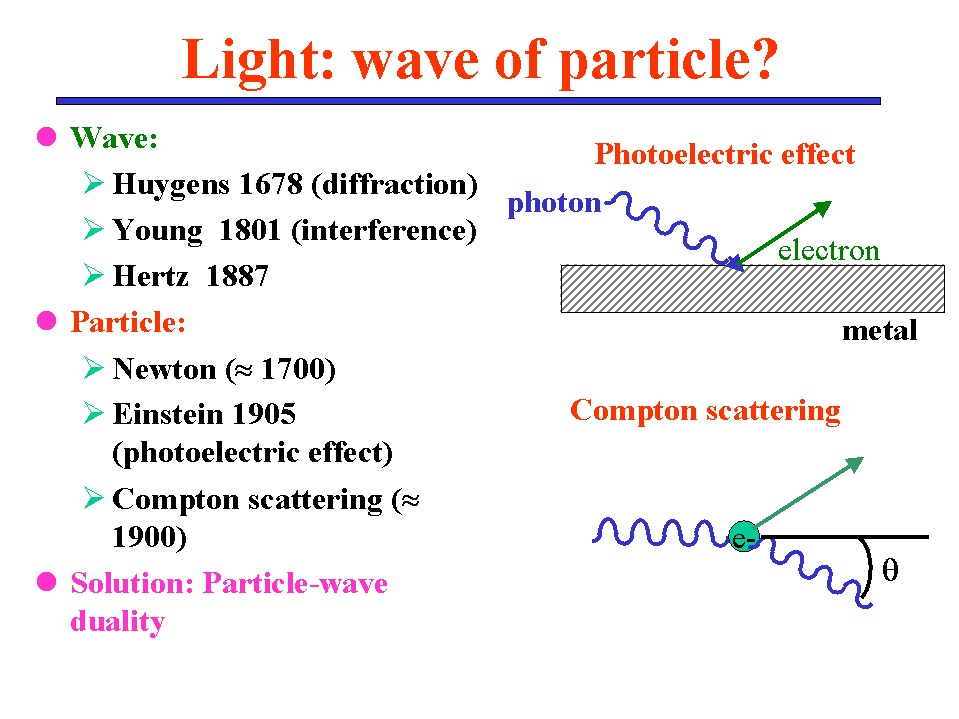 Light: wave of particle?
Wave:
Huygens 1678 (diffraction)
Young 1801 (interference)
Hertz 1887
Particle:
Newton (≈ 1700)
Einstein 1905
(photoelectric effect)
Compton scattering (≈
1900)
Solution: Particle-wave
duality
Photoelectric effect
photon
electron
metal
Compton scattering
e-
θ